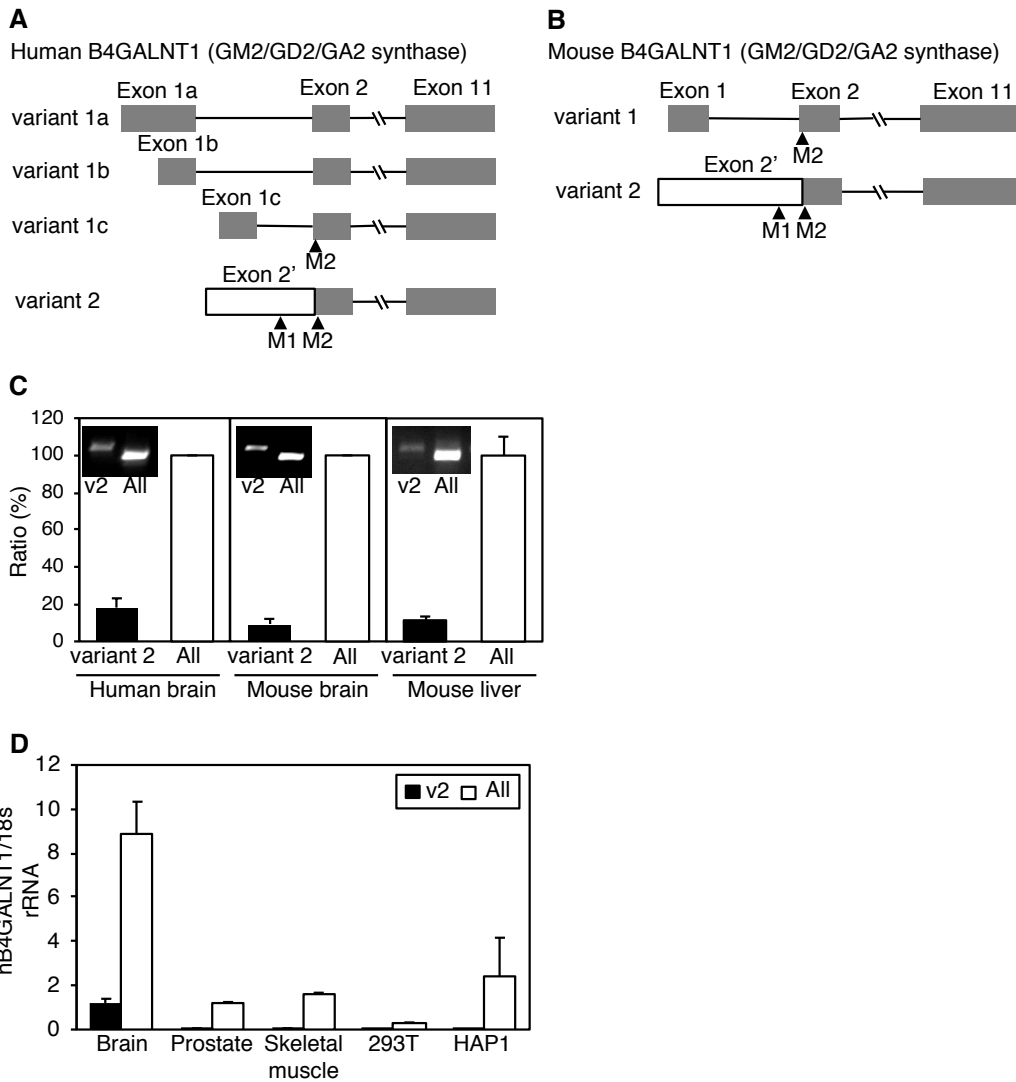 A
Human B4GALNT1 (GM2/GD2/GA2 synthase)
Exon 1a Exon 2 Exon 11
variant 1a
Exon 1b
variant 1b
Exon 1c
variant 1c
M2
Exon 2'
variant 2
M1 M2
B
Mouse B4GALNT1 (GM2/GD2/GA2 synthase)
Exon 1 Exon 2 Exon 11
variant 1
M2
Exon 2'
variant 2
M1 M2
C
Ratio (%)
120
100
80
60
40
20
0
v2 All
v2 All
v2 All
variant 2 All
variant 2 All
variant 2 All
Human brain
Mouse brain
Mouse liver
D
hB4GALNT1/18s
rRNA
12
10
8
6
4
2
0
v2 All
Brain Prostate Skeletal 293T HAP1
muscle